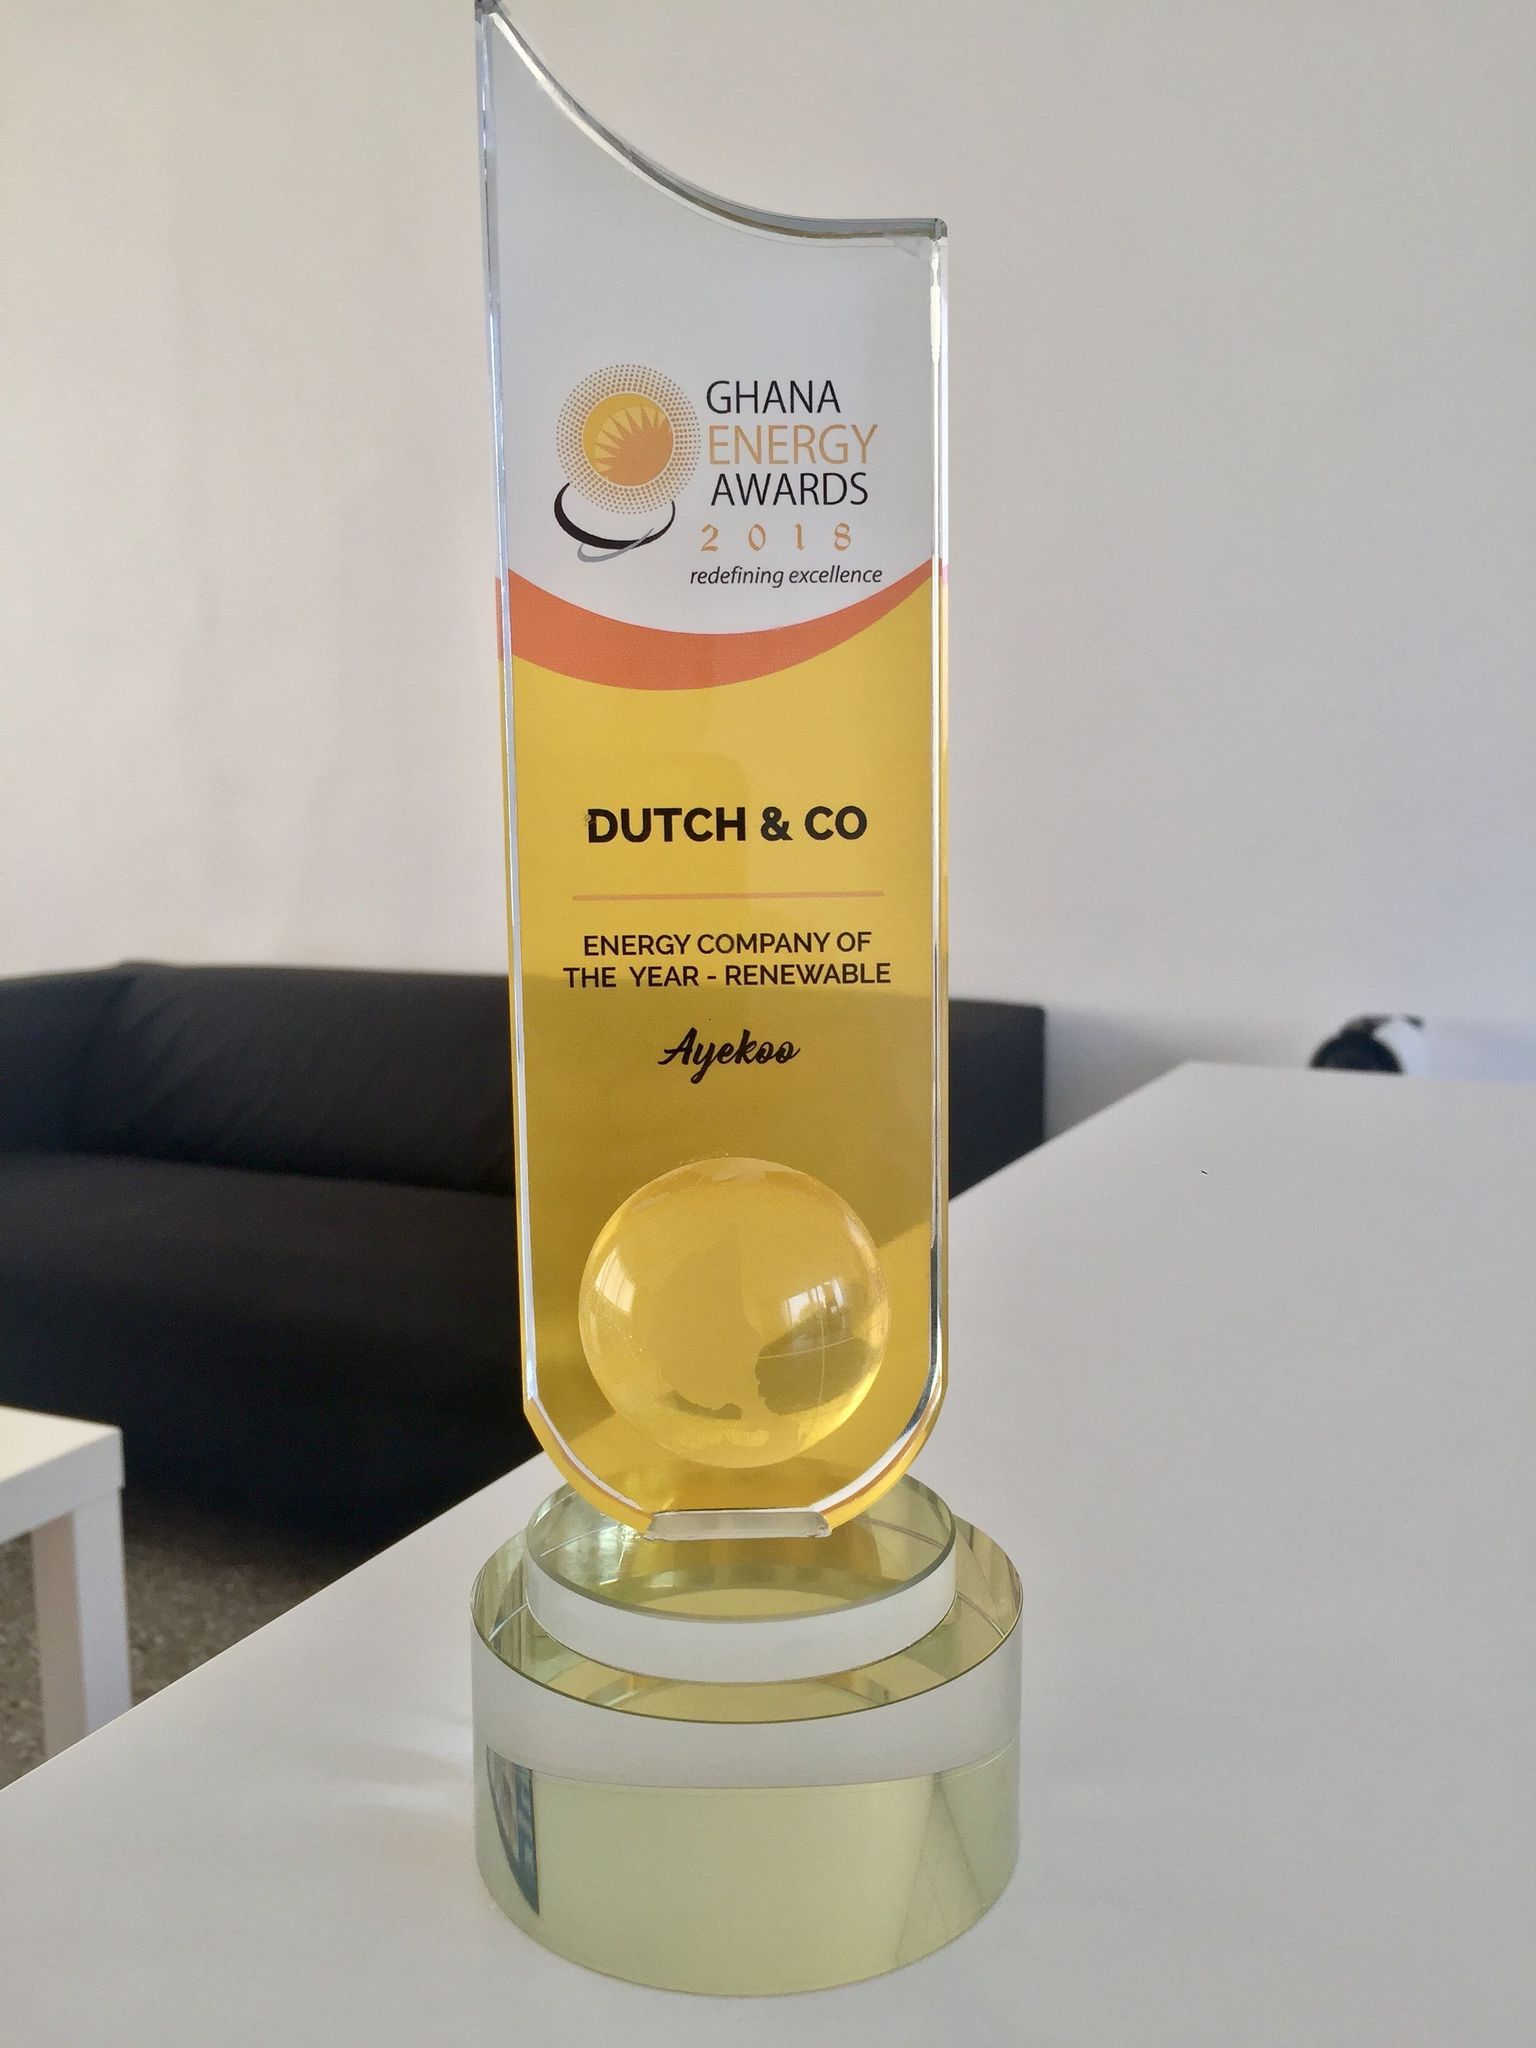 GHANA
ENERGY
AWARDS
2018
redefining excellence
DUTCH & CO
ENERGY COMPANY OF
THE YEAR - RENEWABLE
Ayekoo